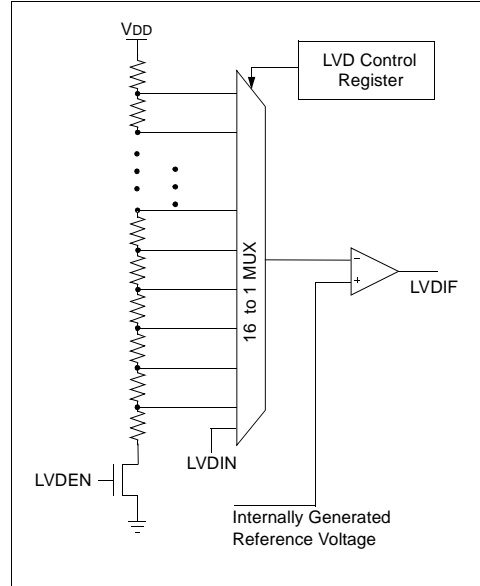 VDD
LVD Control
Register
16 to 1 MUX
−
+
LVDIF
LVDIN
LVDEN
Internally Generated
Reference Voltage